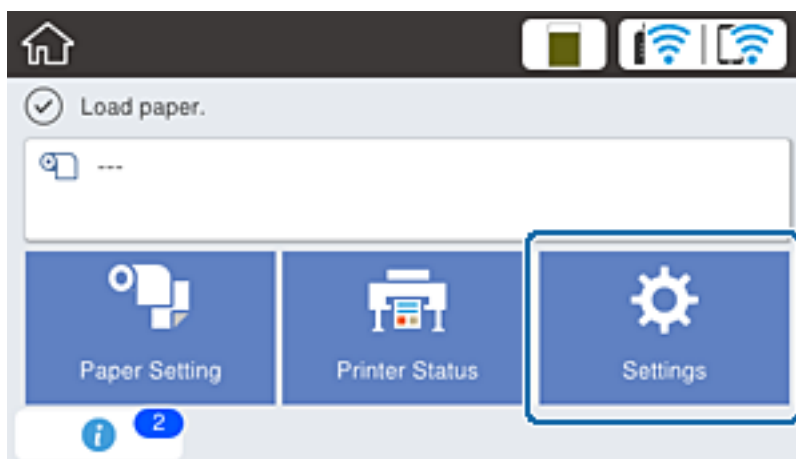 Load paper.
---
Paper Setting
Printer Status
Settings
i
2